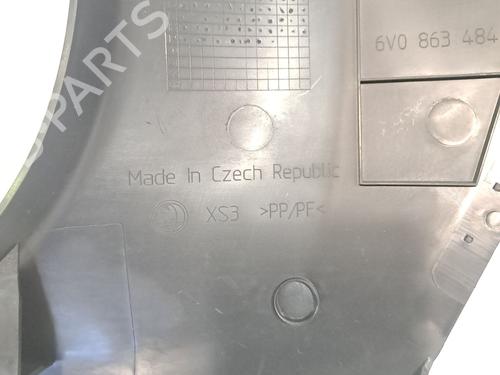 6V0 863 484
Made In Czech Republic
XS3 >PP/PF<
B-PARTS